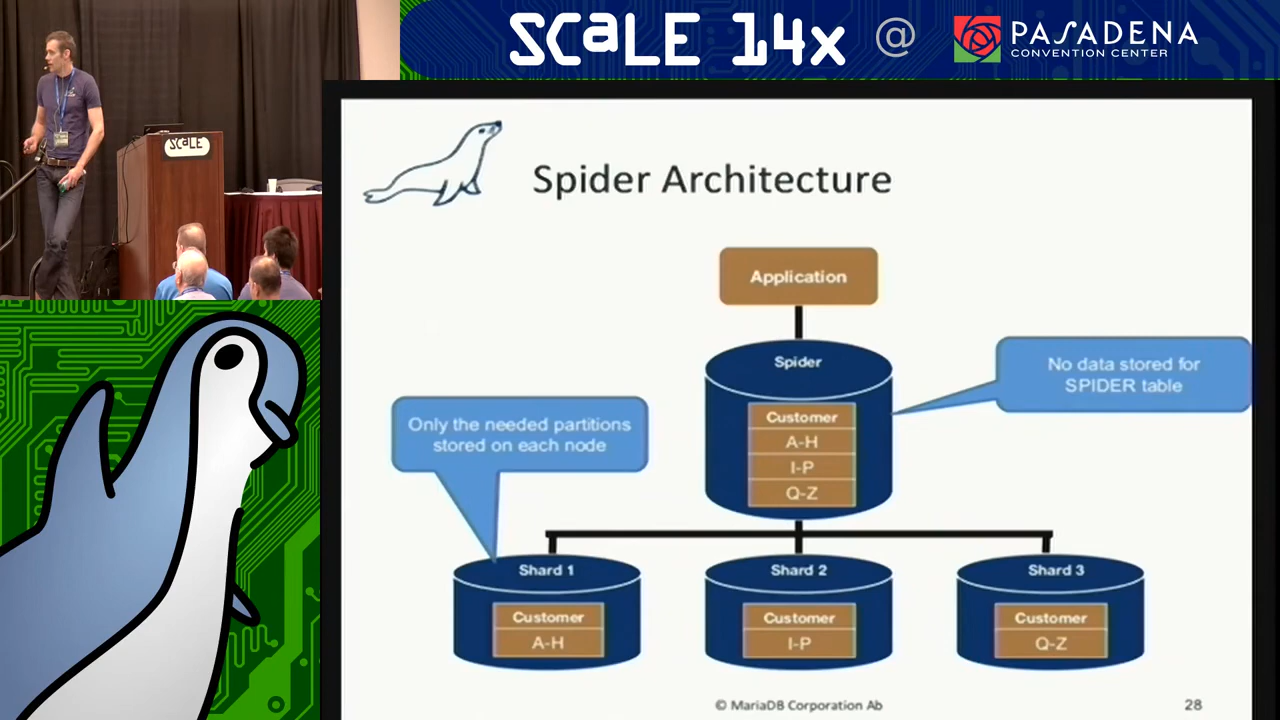 SCaLE 14x @ PASADENA
CONVENTION CENTER
SCaLE
Spider Architecture
Application
Spider
No data stored for
SPIDER table
Only the needed partitions
stored on each node
Customer
A-H
I-P
Q-Z
Shard 1
Customer
A-H
Shard 2
Customer
I-P
Shard 3
Customer
Q-Z
© MariaDB Corporation Ab
28